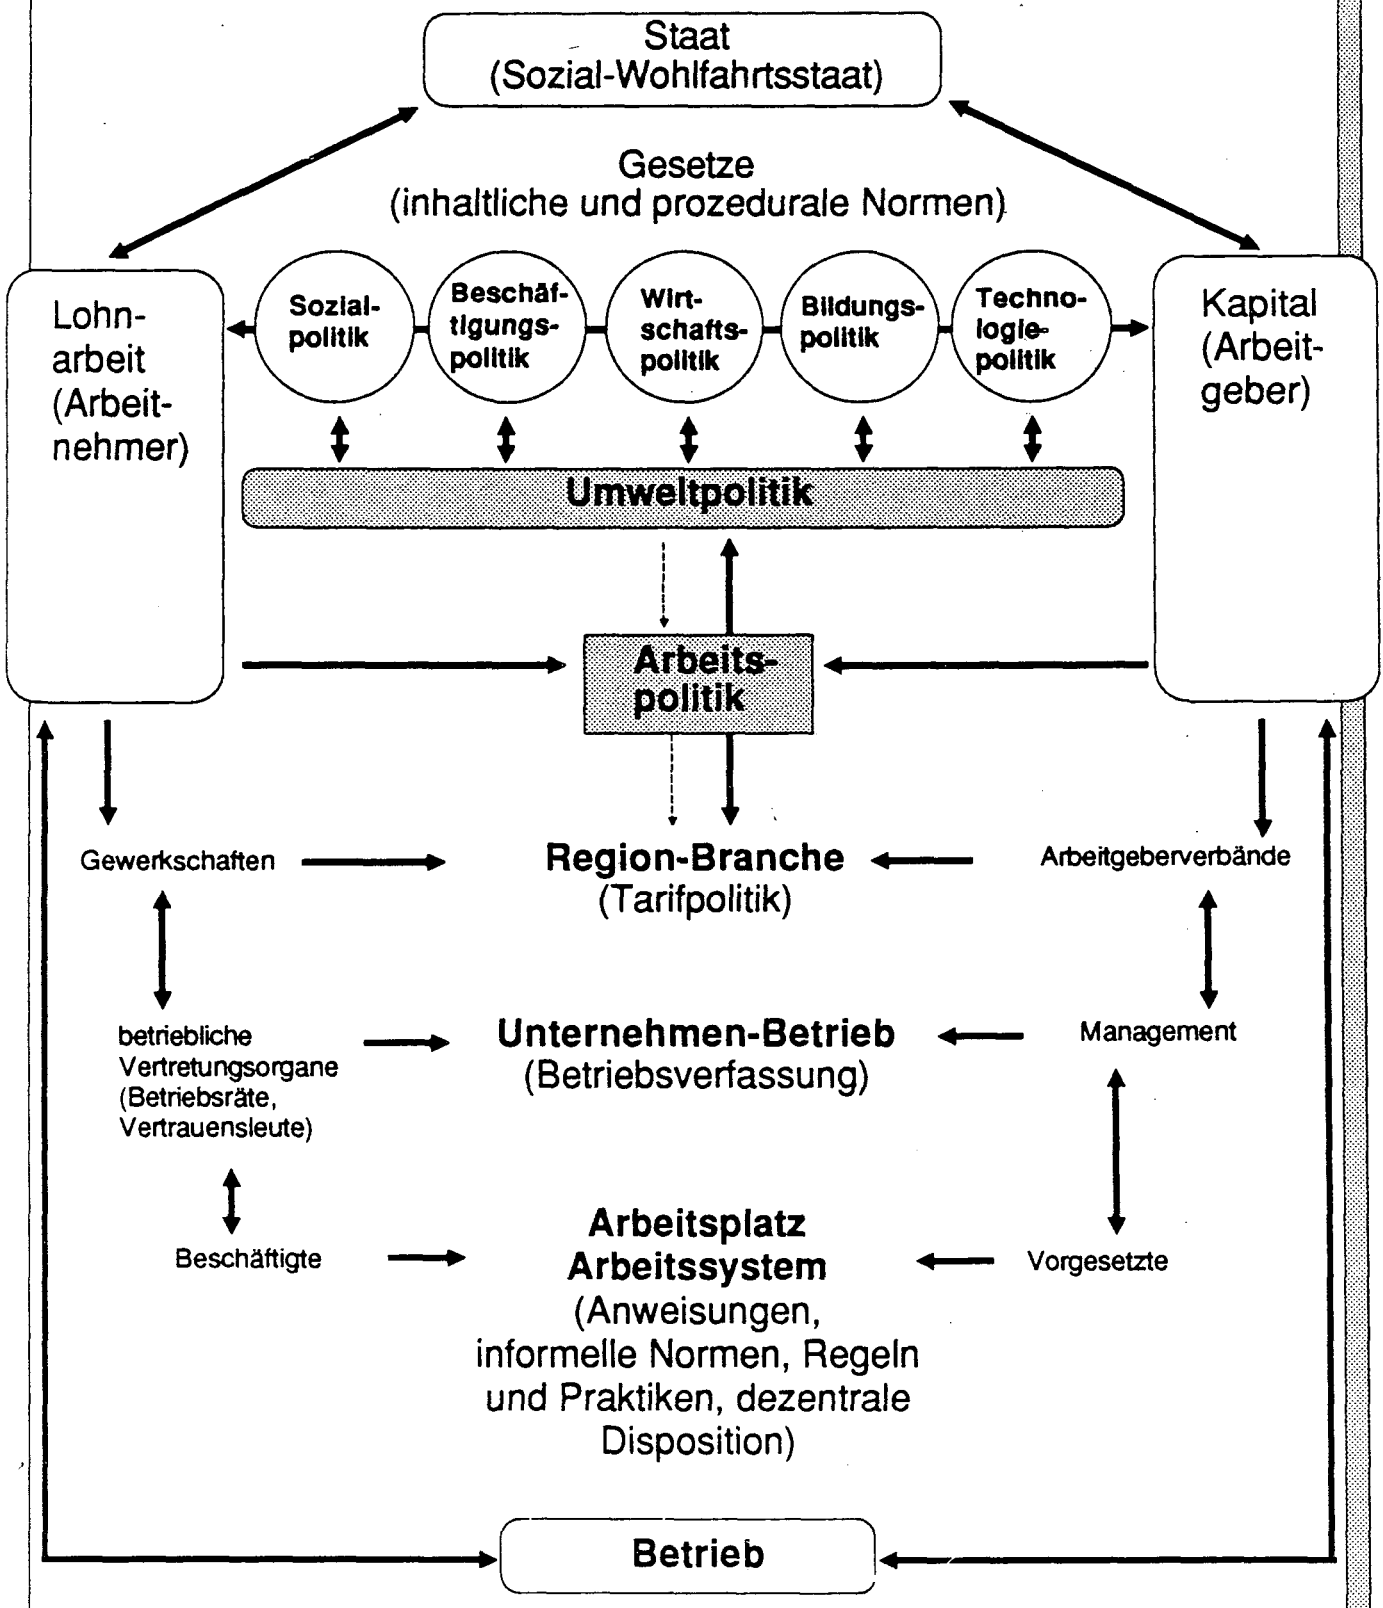 Staat
(Sozial-Wohlfahrtsstaat)
Gesetze
(inhaltliche und prozedurale Normen)
Lohn-
arbeit
(Arbeit-
nehmer)
Sozial-
politik
Beschäf-
tigungs-
politik
Wirt-
schafts-
politik
Bildungs-
politik
Techno-
logie-
politik
Kapital
(Arbeit-
geber)
Umweltpolitik
Arbeits-
politik
Gewerkschaften
Region-Branche
(Tarifpolitik)
Arbeitgeberverbände
betriebliche
Vertretungsorgane
(Betriebsräte,
Vertrauensleute)
Unternehmen-Betrieb
(Betriebsverfassung)
Management
Beschäftigte
Arbeitsplatz
Arbeitssystem
(Anweisungen,
informelle Normen, Regeln
und Praktiken, dezentrale
Disposition)
Vorgesetzte
Betrieb